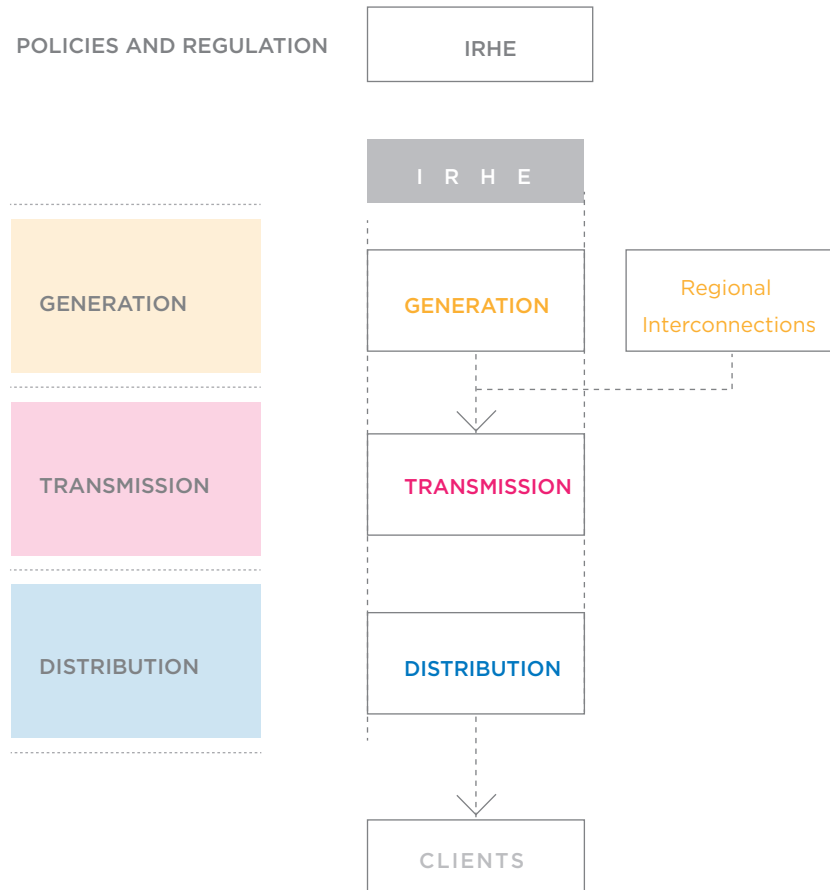 POLICIES AND REGULATION
IRHE
I R H E
GENERATION
GENERATION
Regional
Interconnections
TRANSMISSION
TRANSMISSION
DISTRIBUTION
DISTRIBUTION
CLIENTS